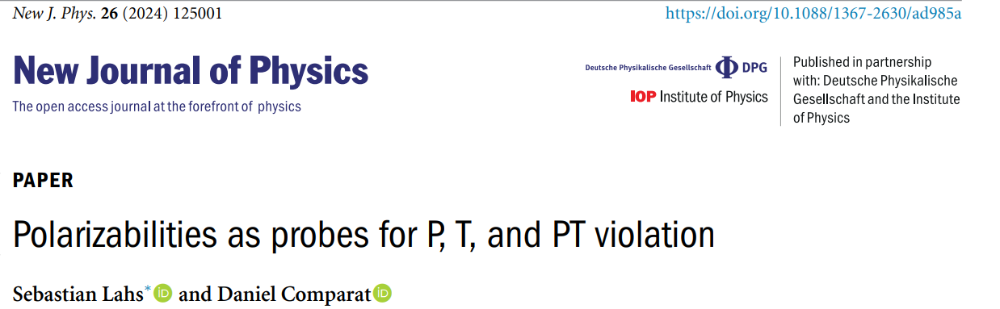 New J. Phys. 26 (2024) 125001
https://doi.org/10.1088/1367-2630/ad985a
New Journal of Physics
The open access journal at the forefront of physics
Deutsche Physikalische Gesellschaft Φ DPG
IOP Institute of Physics
Published in partnership
with: Deutsche Physikalische
Gesellschaft and the Institute
of Physics
PAPER
Polarizabilities as probes for P, T, and PT violation
Sebastian Lahs* iD and Daniel Comparat iD